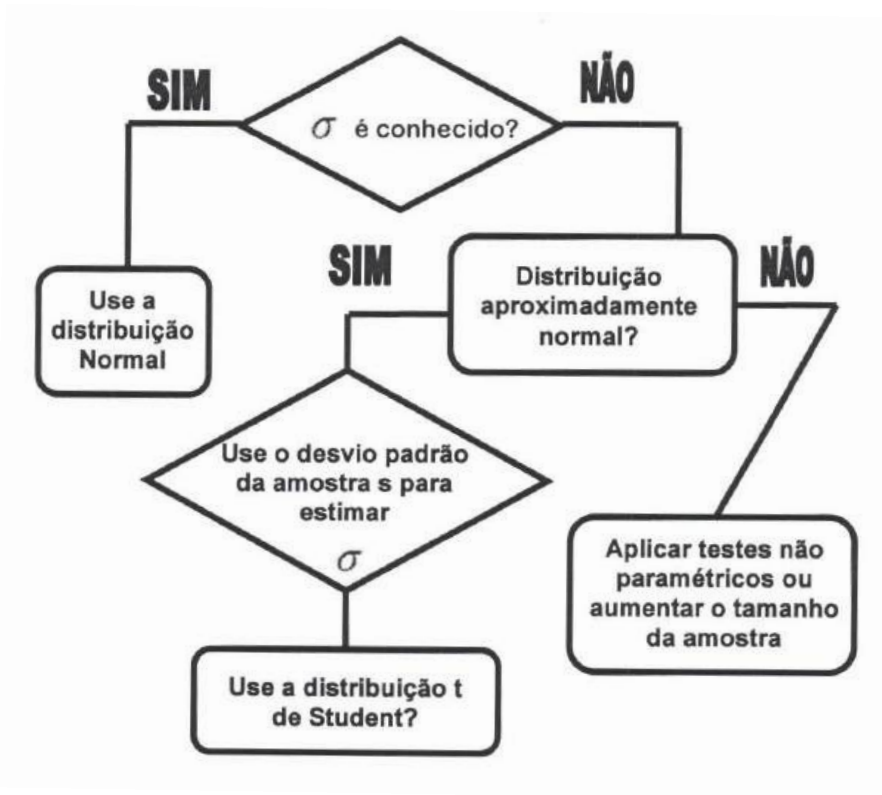 SIM
NÃO
σ é conhecido?
SIM
NÃO
Use a
distribuição
Normal
Distribuição
aproximadamente
normal?
Use o desvio padrão
da amostra s para
estimar
σ
Aplicar testes não
paramétricos ou
aumentar o tamanho
da amostra
Use a distribuição t
de Student?